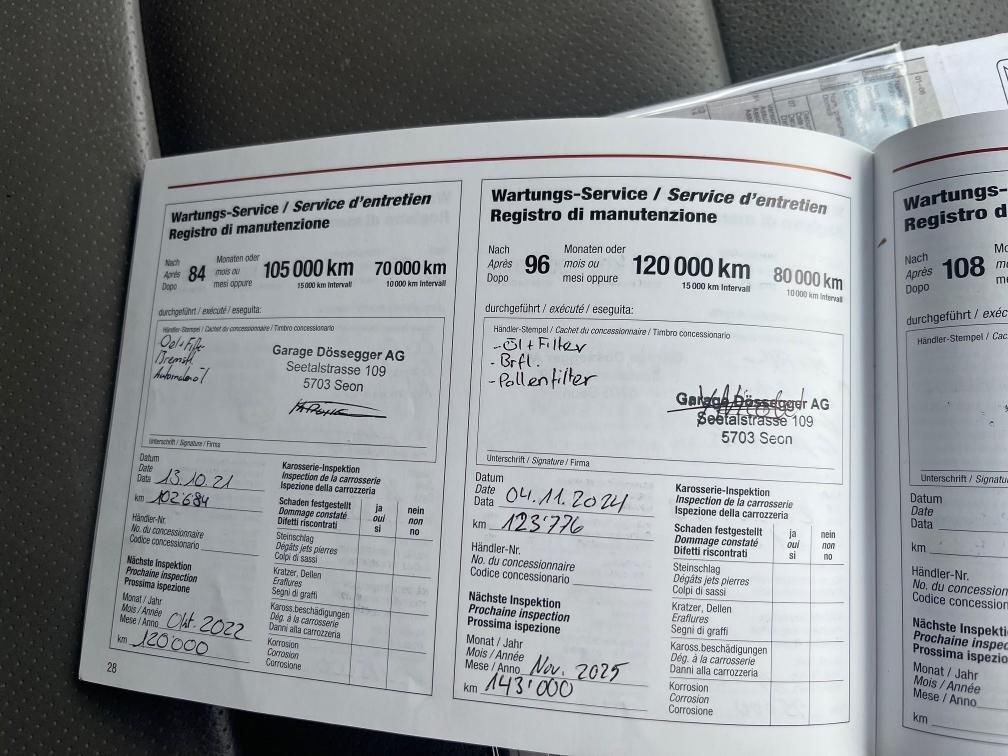 Wartungs-Service / Service d'entretien
Registro di manutenzione
Nach
Après
Dopo
84
Monaten oder
mois ou
mesi oppure
105 000 km
15 000 km Intervall
70 000 km
10 000 km Intervall
durchgeführt / exécuté / eseguita:
Händler-Stempel / Cachet du concessionnaire / Timbro concessionario
Garage Dössegger AG
Seetalstrasse 109
5703 Seon
Unterschrift / Signature / Firma
Datum
Date
Data 13.10.21
km 102'684
Händler-Nr.
No. du concessionnaire
Codice concessionario
Nächste Inspektion
Prochaine inspection
Prossima ispezione
Monat / Jahr
Mois / Année
Mese / Anno Okt. 2022
km 120'000
Karosserie-Inspektion
Inspection de la carrosserie
Ispezione della carrozzeria
Schaden festgestellt
Dommage constaté
Difetti riscontrati
ja
oui
si
nein
non
no
Steinschlag
Dégâts jets pierres
Colpi di sassi
Kratzer, Dellen
Eraflures
Segni di graffi
Kaross.beschädigungen
Dég. à la carrosserie
Danni alla carrozzeria
Korrosion
Corrosion
Corrosione
28
Wartungs-Service / Service d'entretien
Registro di manutenzione
Nach
Après
Dopo
96
Monaten oder
mois ou
mesi oppure
120 000 km
15 000 km Intervall
80 000 km
10 000 km Intervall
durchgeführt / exécuté / eseguita:
Händler-Stempel / Cachet du concessionnaire / Timbro concessionario
- Öl + Filter
- Brfl.
- Pollenfilter
Garage Dössegger AG
Seetalstrasse 109
5703 Seon
Unterschrift / Signature / Firma
Datum
Date
Data 04.11.2024
km 123'776
Händler-Nr.
No. du concessionnaire
Codice concessionario
Nächste Inspektion
Prochaine inspection
Prossima ispezione
Monat / Jahr
Mois / Année
Mese / Anno Nov. 2025
km 143'000
Karosserie-Inspektion
Inspection de la carrosserie
Ispezione della carrozzeria
Schaden festgestellt
Dommage constaté
Difetti riscontrati
ja
oui
si
nein
non
no
Steinschlag
Dégâts jets pierres
Colpi di sassi
Kratzer, Dellen
Eraflures
Segni di graffi
Kaross.beschädigungen
Dég. à la carrosserie
Danni alla carrozzeria
Korrosion
Corrosion
Corrosione
Wartungs-
Registro d
Nach
Après
Dopo
108
durchgeführt / exéc
Händler-Stempel / Cac
Unterschrift / Signatu
Datum
Date
Data
km
Händler-Nr.
No. du concession
Codice concession
Nächste Inspekti
Prochaine inspec
Prossima ispezio
Monat / Jahr
Mois / Année
Mese / Anno
km